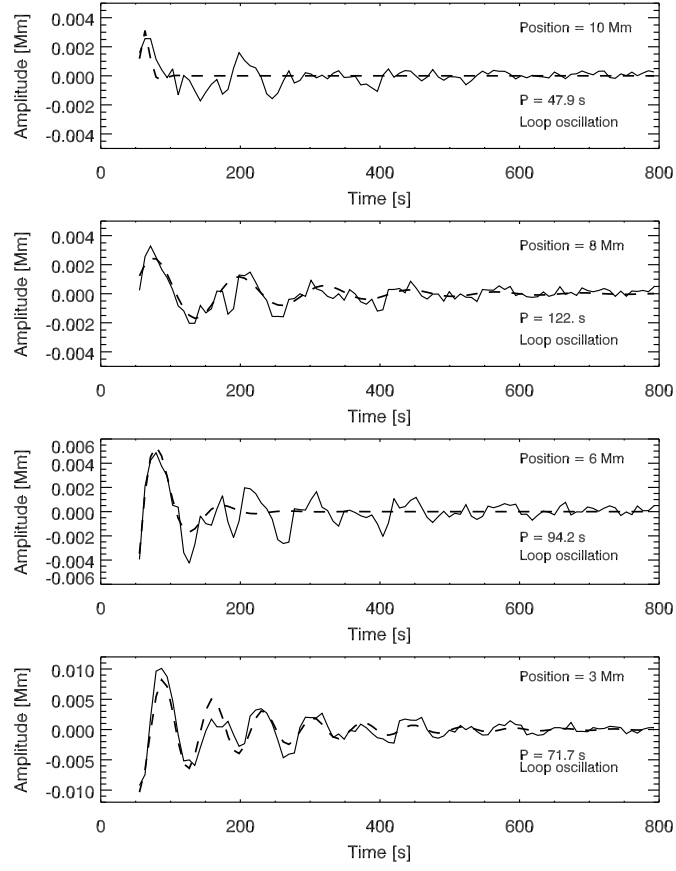 Amplitude [Mm]
0.004
0.002
0.000
-0.002
-0.004
Position = 10 Mm
P = 47.9 s
Loop oscillation
0 200 400 600 800
Time [s]
Amplitude [Mm]
0.004
0.002
0.000
-0.002
-0.004
Position = 8 Mm
P = 122. s
Loop oscillation
0 200 400 600 800
Time [s]
Amplitude [Mm]
0.006
0.004
0.002
0.000
-0.002
-0.004
-0.006
Position = 6 Mm
P = 94.2 s
Loop oscillation
0 200 400 600 800
Time [s]
Amplitude [Mm]
0.010
0.005
0.000
-0.005
-0.010
Position = 3 Mm
P = 71.7 s
Loop oscillation
0 200 400 600 800
Time [s]